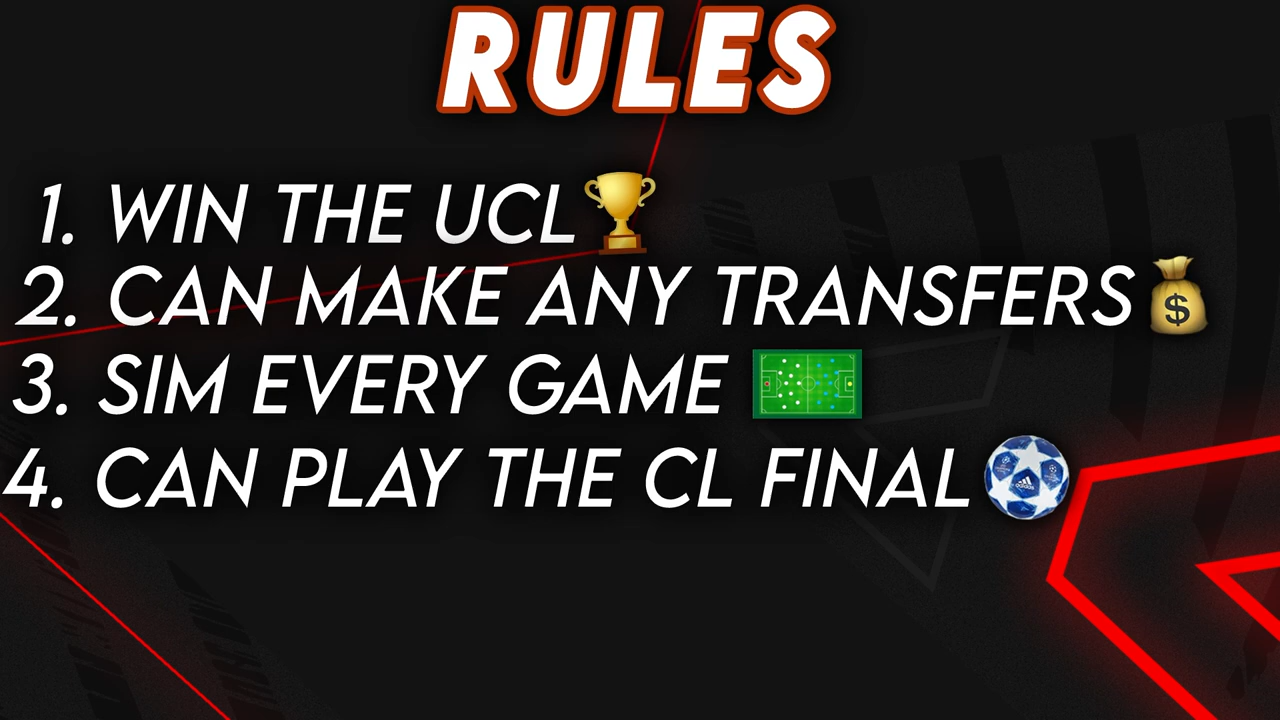 RULES
1. WIN THE UCL🏆
2. CAN MAKE ANY TRANSFERS💰
3. SIM EVERY GAME
4. CAN PLAY THE CL FINAL
adidas